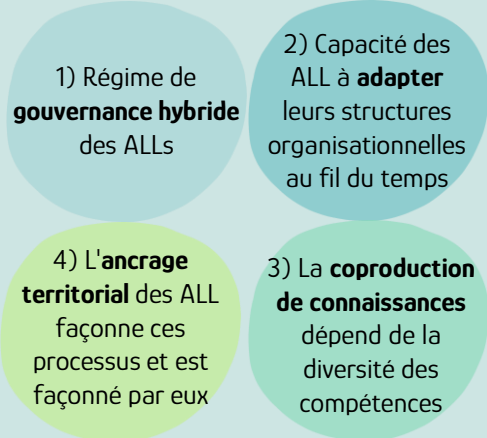 1) Régime de
gouvernance hybride
des ALLs
2) Capacité des
ALL à adapter
leurs structures
organisationnelles
au fil du temps
3) La coproduction
de connaissances
dépend de la
diversité des
compétences
4) L'ancrage
territorial des ALL
façonne ces
processus et est
façonné par eux